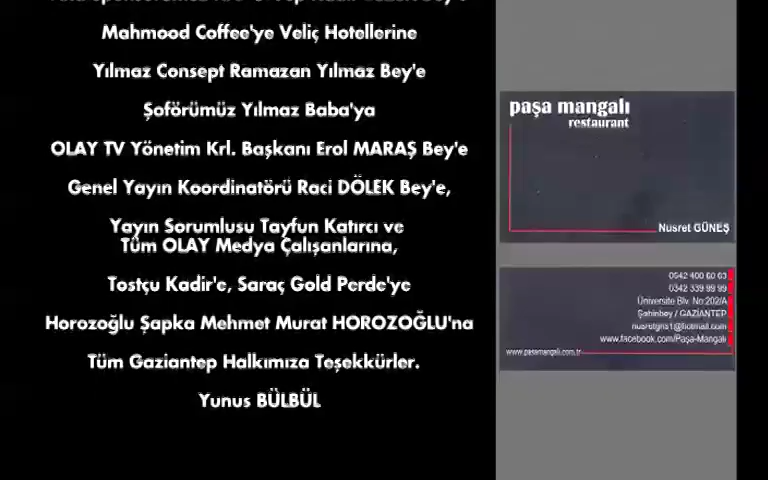 Mahmood Coffee'ye Veliç Hotellerine
Yılmaz Consept Ramazan Yılmaz Bey'e
Şoförümüz Yılmaz Baba'ya
OLAY TV Yönetim Krl. Başkanı Erol MARAŞ Bey'e
Genel Yayın Koordinatörü Raci DÖLEK Bey'e,
Yayın Sorumlusu Tayfun Katırcı ve
Tüm OLAY Medya Çalışanlarına,
Tostçu Kadir'e, Saraç Gold Perde'ye
Horozoğlu Şapka Mehmet Murat HOROZOĞLU'na
Tüm Gaziantep Halkımıza Teşekkürler.
Yunus BÜLBÜL
paşa mangalı
restaurant
Nusret GÜNEŞ
0542 400 60 63
0342 339 99 99
Üniversite Blv. No:202/A
Şahinbey / GAZİANTEP
nusretgns1@hotmail.com
www.facebook.com/Paşa-Mangalı
www.pasamangali.com.tr